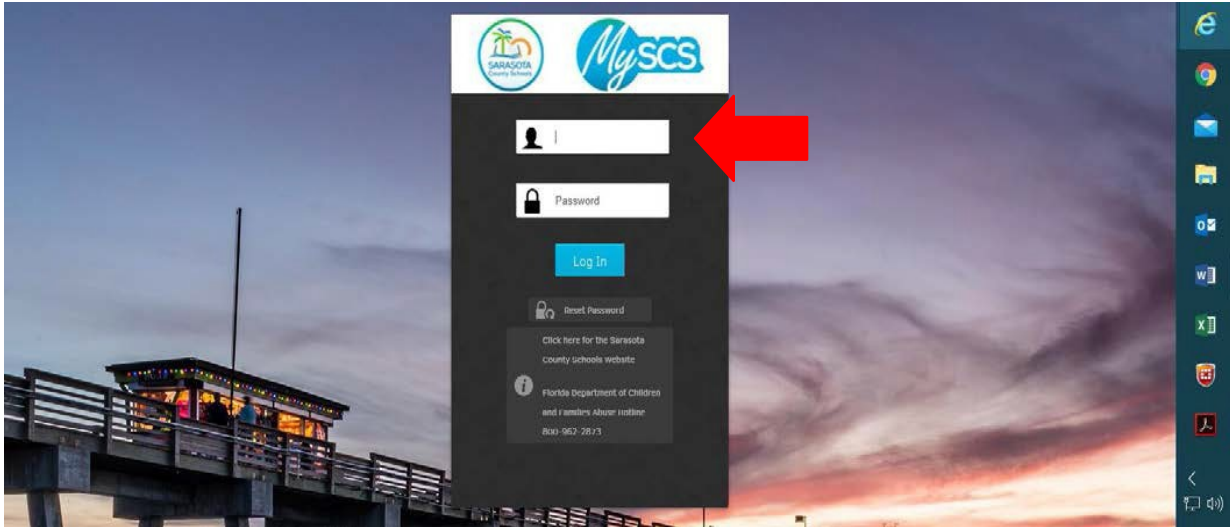 SARASOTA
County Schools
MySCS
Password
Log In
Reset Password
Click here for the Sarasota
County Schools Website
Florida Department of Children
and Families Abuse Hotline
800-962-2873